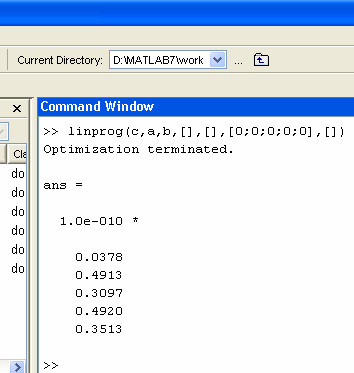 Current Directory: D:\MATLAB7\work ...
Command Window
>> linprog(c,a,b,[],[],[0;0;0;0;0],[])
Optimization terminated.
ans =
1.0e-010 *
0.0378
0.4913
0.3097
0.4920
0.3513
>>
Cla
do
do
do
do
do
do